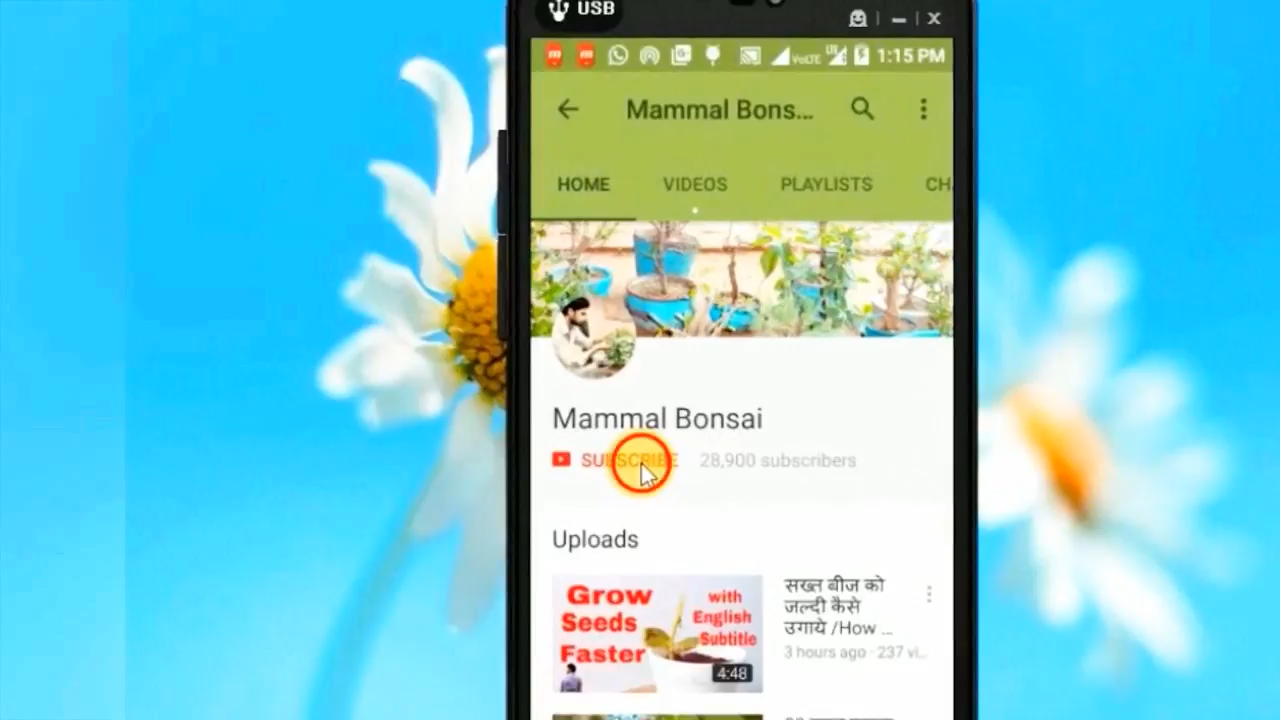 USB
VoLTE
1:15 PM
Mammal Bons...
HOME VIDEOS PLAYLISTS CH
Mammal Bonsai
SUBSCRIBE 28,900 subscribers
Uploads
Grow
Seeds
Faster
with
English
Subtitle
4:48
सख्त बीज को
जल्दी कैसे
उगाये /How ...
3 hours ago · 237 vi...